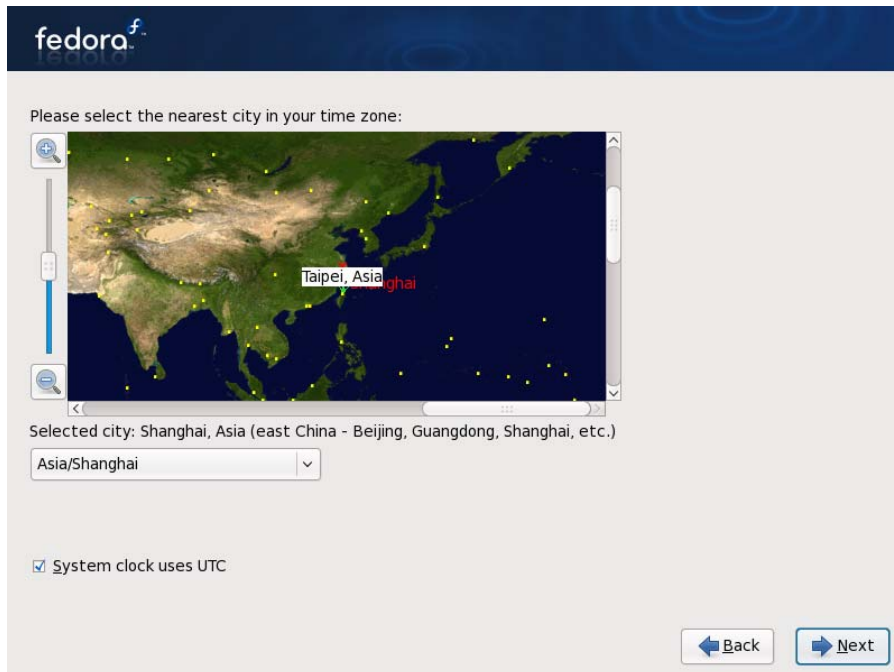 fedora
Please select the nearest city in your time zone:
Taipei, Asia
Shanghai
Selected city: Shanghai, Asia (east China - Beijing, Guangdong, Shanghai, etc.)
Asia/Shanghai
System clock uses UTC
Back
Next